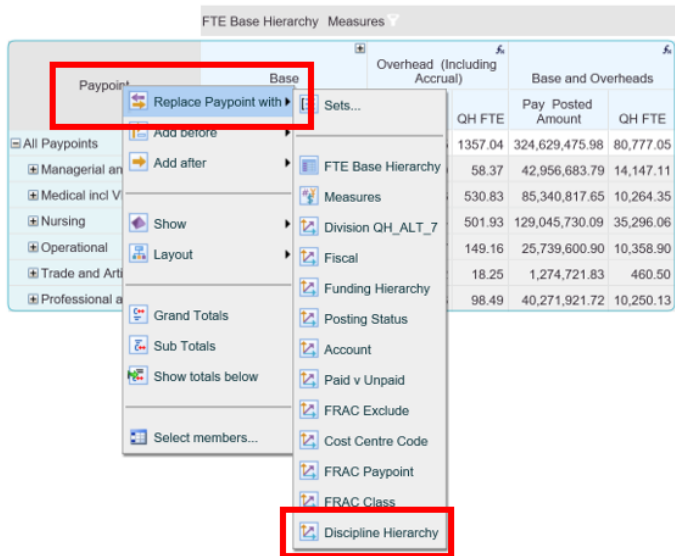 FTE Base Hierarchy Measures
Paypoint
Base
Overhead (Including
Accrual)
Base and Overheads
QH FTE
Pay Posted
Amount
QH FTE
All Paypoints
1357.04 324,629,475.98 80,777.05
Managerial an
58.37 42,956,683.79 14,147.11
Medical incl V
530.83 85,340,817.65 10,264.35
Nursing
501.93 129,045,730.09 35,296.06
Operational
149.16 25,739,600.90 10,358.90
Trade and Arti
18.25 1,274,721.83 460.50
Professional a
98.49 40,271,921.72 10,250.13
Replace Paypoint with
Add before
Add after
Show
Layout
Grand Totals
Sub Totals
Show totals below
Select members...
Sets...
FTE Base Hierarchy
Measures
Division QH_ALT_7
Fiscal
Funding Hierarchy
Posting Status
Account
Paid v Unpaid
FRAC Exclude
Cost Centre Code
FRAC Paypoint
FRAC Class
Discipline Hierarchy